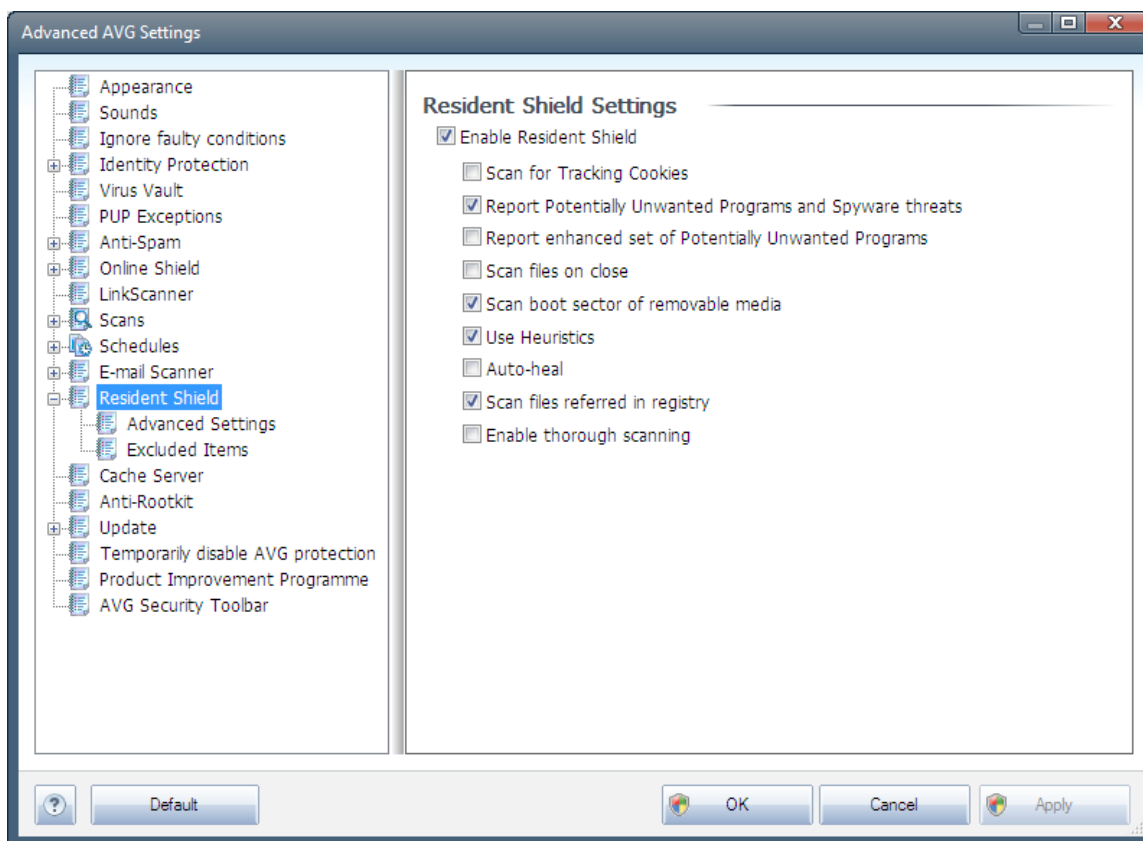 Advanced AVG Settings
Appearance
Sounds
Ignore faulty conditions
Identity Protection
Virus Vault
PUP Exceptions
Anti-Spam
Online Shield
LinkScanner
Scans
Schedules
E-mail Scanner
Resident Shield
Advanced Settings
Excluded Items
Cache Server
Anti-Rootkit
Update
Temporarily disable AVG protection
Product Improvement Programme
AVG Security Toolbar
Resident Shield Settings
Enable Resident Shield
Scan for Tracking Cookies
Report Potentially Unwanted Programs and Spyware threats
Report enhanced set of Potentially Unwanted Programs
Scan files on close
Scan boot sector of removable media
Use Heuristics
Auto-heal
Scan files referred in registry
Enable thorough scanning
?
Default
OK
Cancel
Apply